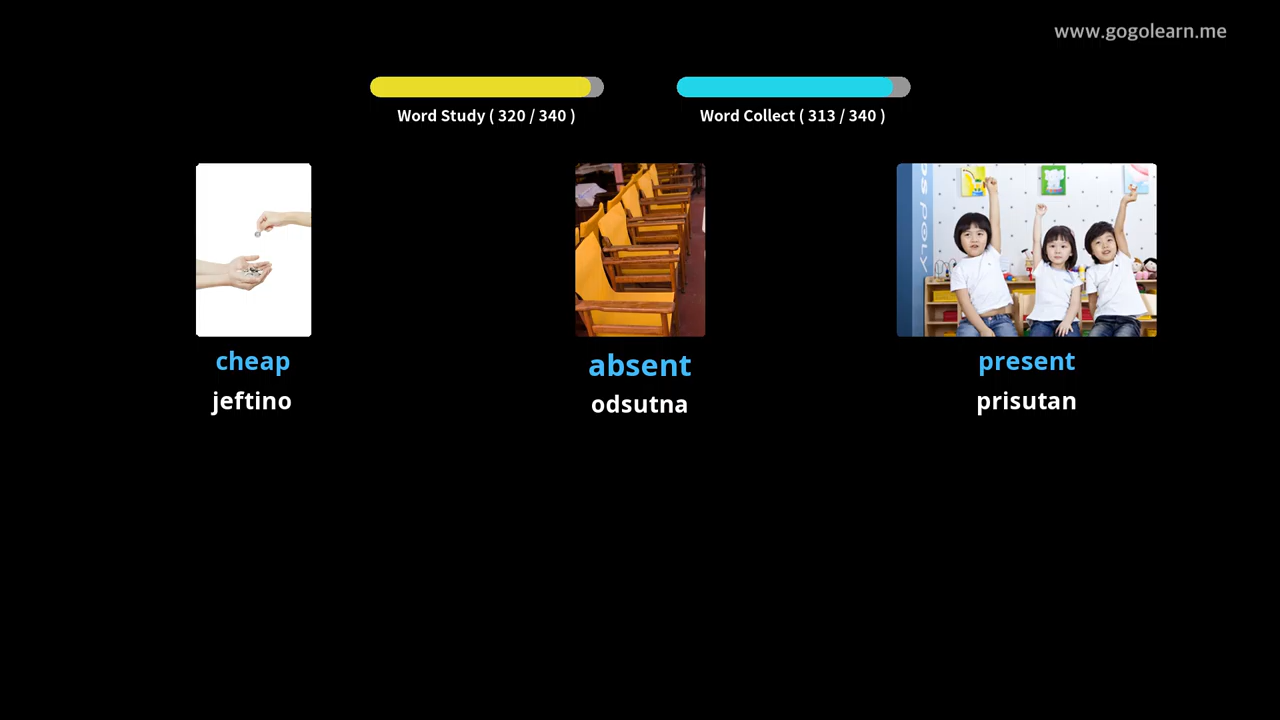 www.gogolearn.me
Word Study ( 320 / 340 )
Word Collect ( 313 / 340 )
cheap
absent
present
jeftino
odsutna
prisutan